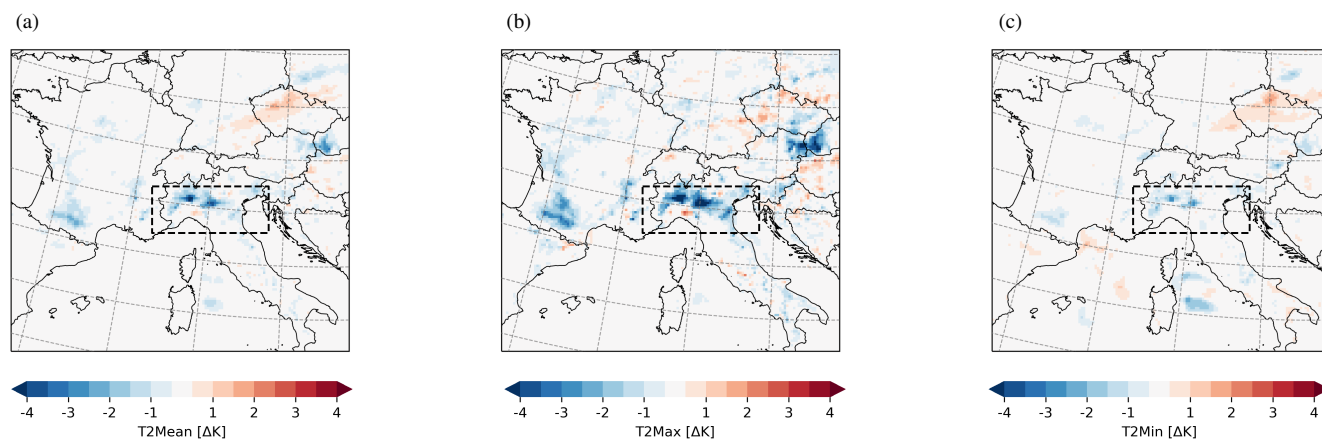 (a) (b) (c)
-4 -3 -2 -1 1 2 3 4 -4 -3 -2 -1 1 2 3 4 -4 -3 -2 -1 1 2 3 4
T2Mean [ΔK] T2Max [ΔK] T2Min [ΔK]